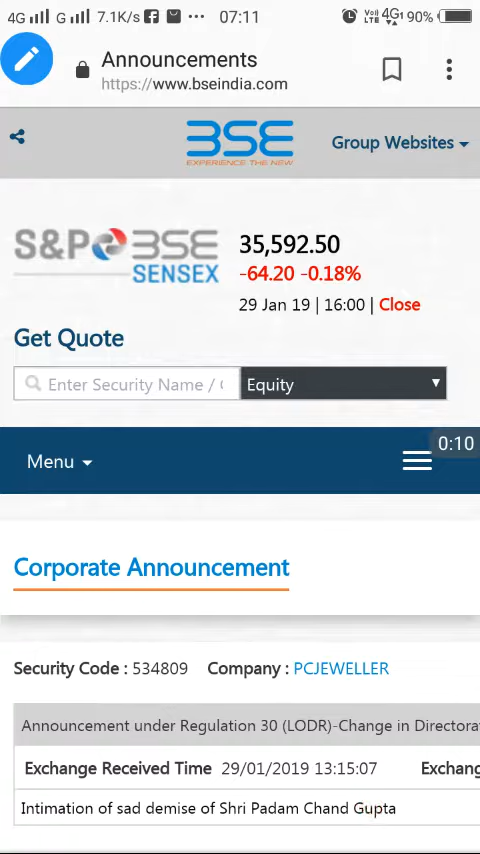 4G G 7.1K/s ... 07:11 VoLTE 4G1 90%
Announcements
https://www.bseindia.com
BSE
EXPERIENCE THE NEW
Group Websites
S&P BSE
SENSEX
35,592.50
-64.20 -0.18%
29 Jan 19 | 16:00 | Close
Get Quote
Enter Security Name / Equity
0:10
Menu
Corporate Announcement
Security Code : 534809 Company : PCJEWELLER
Announcement under Regulation 30 (LODR)-Change in Directora
Exchange Received Time 29/01/2019 13:15:07 Exchang
Intimation of sad demise of Shri Padam Chand Gupta